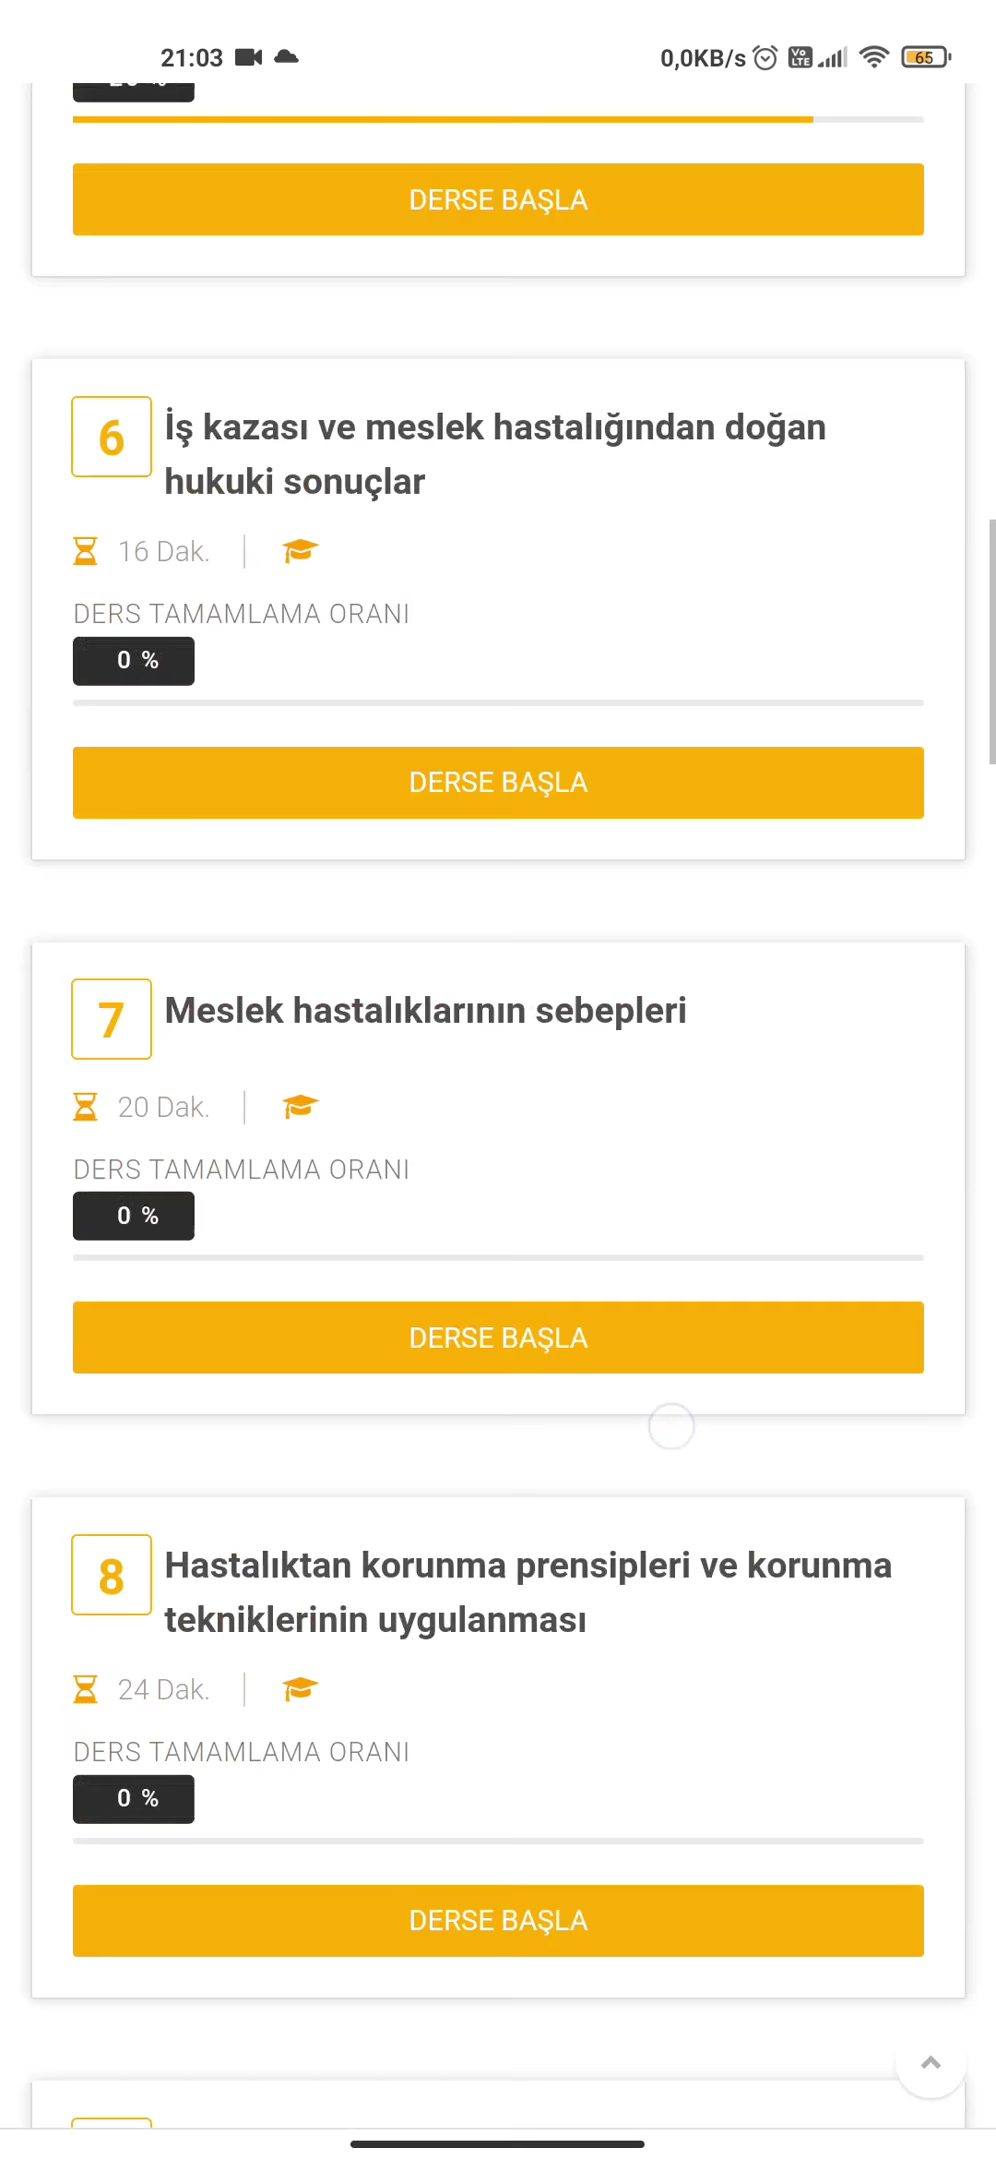 21:03
0,0KB/s
Vo
LTE
65
DERSE BAŞLA
6
İş kazası ve meslek hastalığından doğan
hukuki sonuçlar
16 Dak.
DERS TAMAMLAMA ORANI
0 %
DERSE BAŞLA
7
Meslek hastalıklarının sebepleri
20 Dak.
DERS TAMAMLAMA ORANI
0 %
DERSE BAŞLA
8
Hastalıktan korunma prensipleri ve korunma
tekniklerinin uygulanması
24 Dak.
DERS TAMAMLAMA ORANI
0 %
DERSE BAŞLA